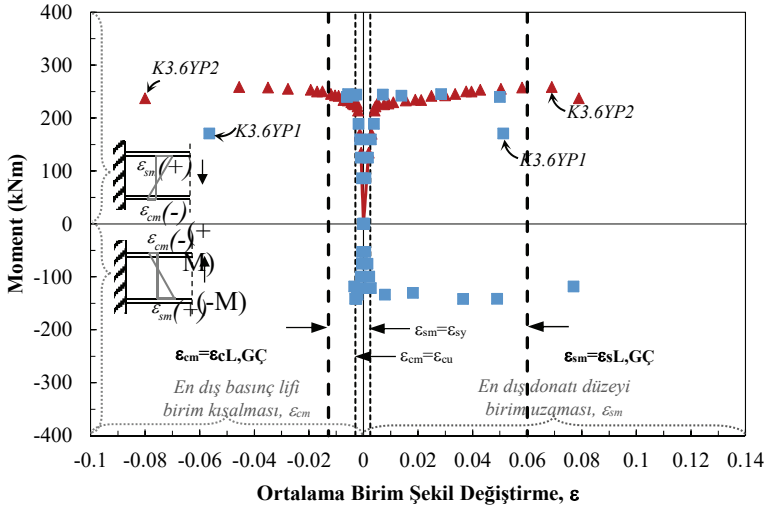 400
300
200
100
0
-100
-200
-300
-400
Moment (kNm)
K3.6YP2
K3.6YP1
K3.6YP2
K3.6YP1
εsm(+)
εcm(-)
(+
εcm(-)
M)
εsm(+)
(-M)
εsm=εsy
εcm=εcL,GÇ
εcm=εcu
εsm=εsL,GÇ
En dış basınç lifi
birim kısalması, εcm
En dış donatı düzeyi
birim uzaması, εsm
-0.1 -0.08 -0.06 -0.04 -0.02 0 0.02 0.04 0.06 0.08 0.1 0.12 0.14
Ortalama Birim Şekil Değiştirme, ε